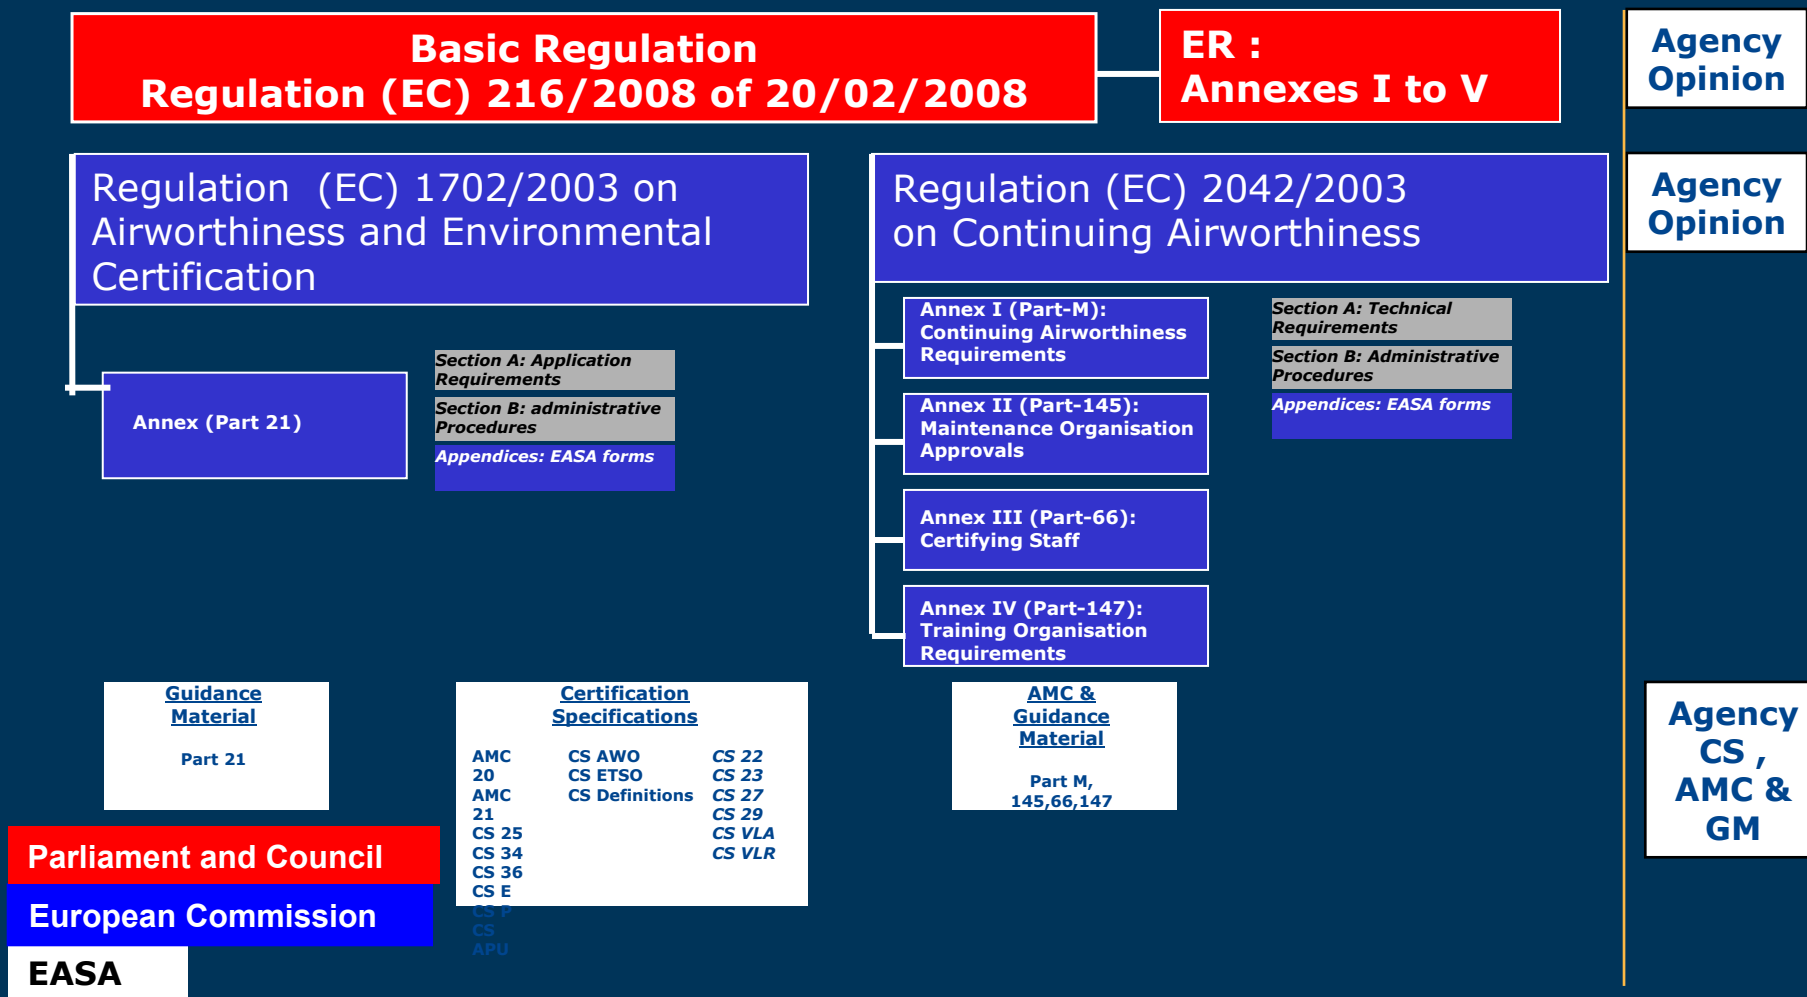 Basic Regulation
Regulation (EC) 216/2008 of 20/02/2008
ER :
Annexes I to V
Agency
Opinion
Regulation (EC) 1702/2003 on
Airworthiness and Environmental
Certification
Regulation (EC) 2042/2003
on Continuing Airworthiness
Agency
Opinion
Annex (Part 21)
Section A: Application
Requirements
Section B: administrative
Procedures
Appendices: EASA forms
Annex I (Part-M):
Continuing Airworthiness
Requirements
Annex II (Part-145):
Maintenance Organisation
Approvals
Annex III (Part-66):
Certifying Staff
Annex IV (Part-147):
Training Organisation
Requirements
Section A: Technical
Requirements
Section B: Administrative
Procedures
Appendices: EASA forms
Guidance
Material
Part 21
Certification
Specifications
AMC
20
AMC
21
CS 25
CS 34
CS 36
CS E
CS P
CS
APU
CS AWO
CS ETSO
CS Definitions
CS 22
CS 23
CS 27
CS 29
CS VLA
CS VLR
AMC &
Guidance
Material
Part M,
145,66,147
Agency
CS ,
AMC &
GM
Parliament and Council
European Commission
EASA